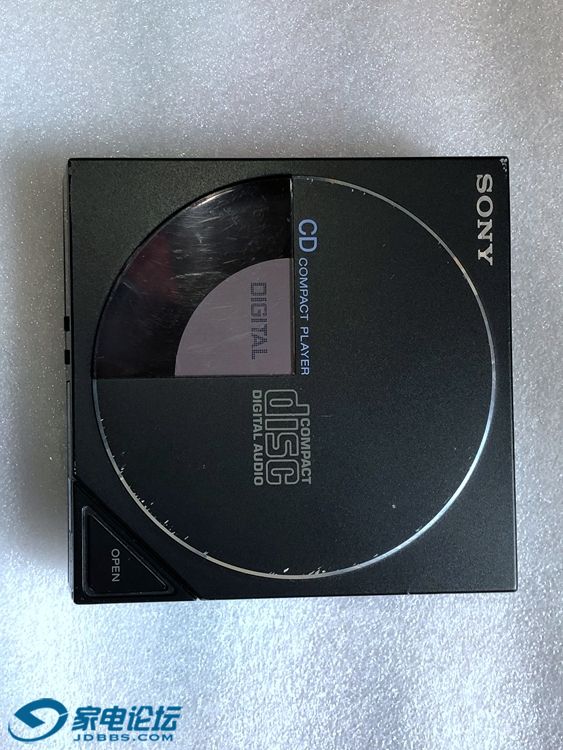 SONY
CD COMPACT PLAYER
DIGITAL
COMPACT
disc
DIGITAL AUDIO
OPEN
家电论坛
JDBBS.COM